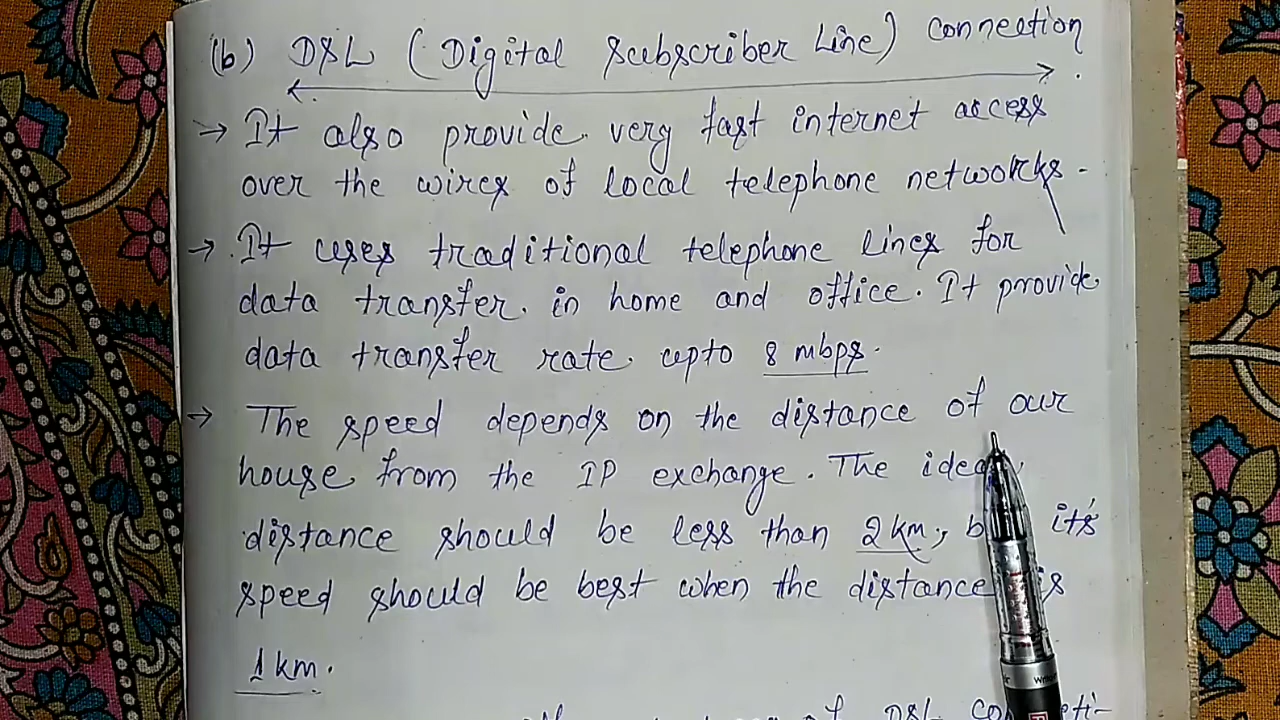 (b) DSL (Digital Subscriber Line) Connection
→ It also provide very fast internet access
over the wires of local telephone networks.
→ It uses traditional telephone lines for
data transfer in home and office. It provide
data transfer rate upto 8 mbps.
→ The speed depends on the distance of our
house from the IP exchange. The
distance should be less than 2 km, it's
speed should be best when the distance is
1 km.
of DSL